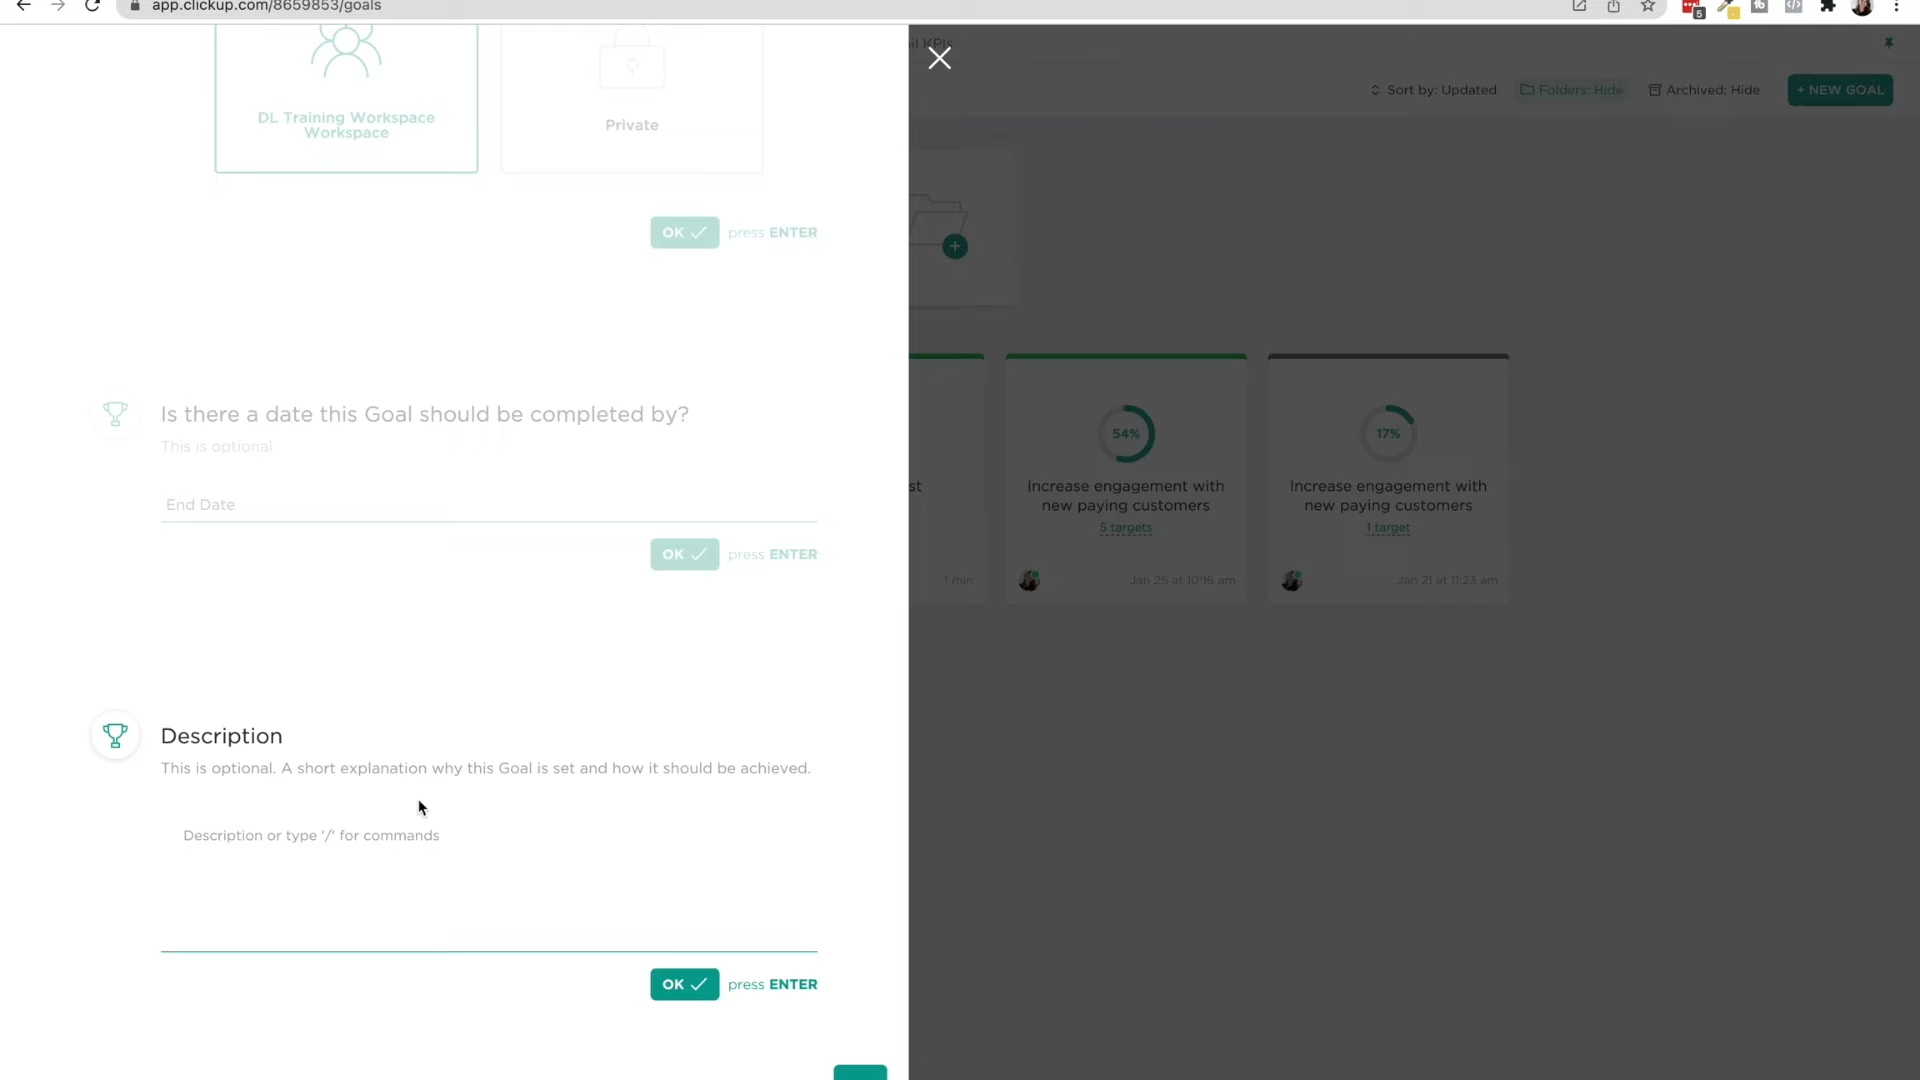 app.clickup.com/8659853/goals
5
il KPIs
Sort by: Updated
Folders: Hide
Archived: Hide
+ NEW GOAL
DL Training Workspace
Workspace
Private
OK
press ENTER
Is there a date this Goal should be completed by?
This is optional
End Date
OK
press ENTER
st
1 min
54%
Increase engagement with
new paying customers
5 targets
Jan 25 at 10:16 am
17%
Increase engagement with
new paying customers
1 target
Jan 21 at 11:23 am
Description
This is optional. A short explanation why this Goal is set and how it should be achieved.
Description or type '/' for commands
OK
press ENTER